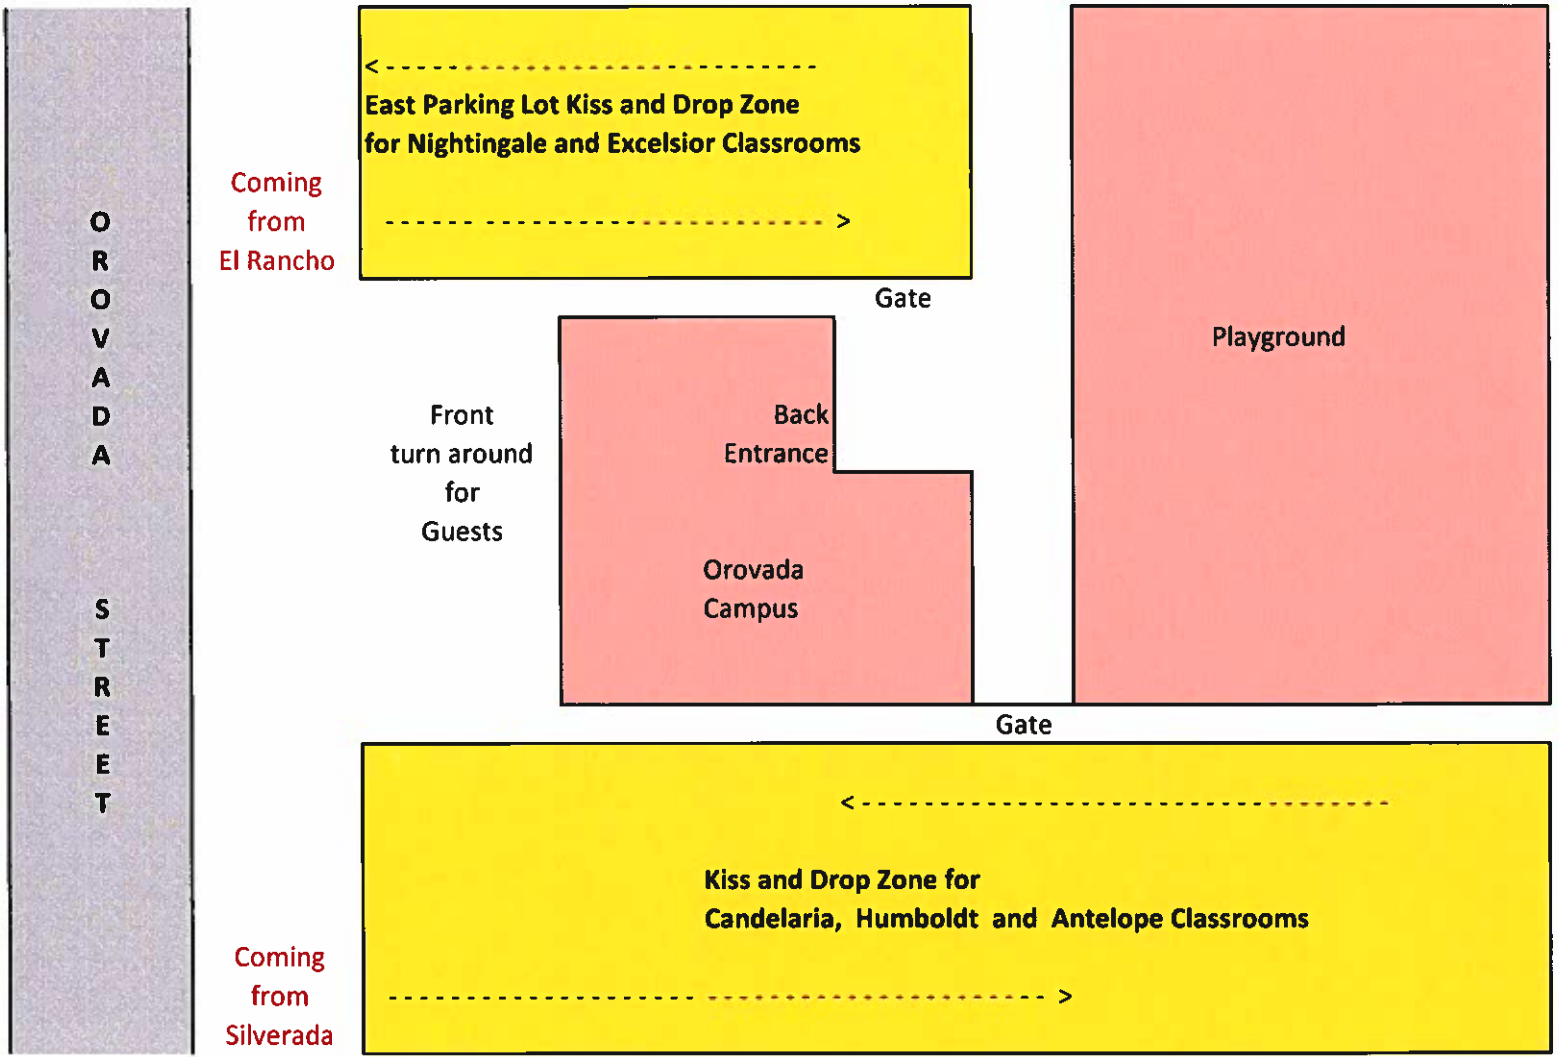 OROVADA STREET
<---------------------
East Parking Lot Kiss and Drop Zone
for Nightingale and Excelsior Classrooms
Coming
from
El Rancho
--------------------->
Gate
Playground
Front
turn around
for
Guests
Back
Entrance
Orovada
Campus
Gate
<---------------------
Kiss and Drop Zone for
Candelaria, Humboldt and Antelope Classrooms
Coming
from
Silverada
--------------------->